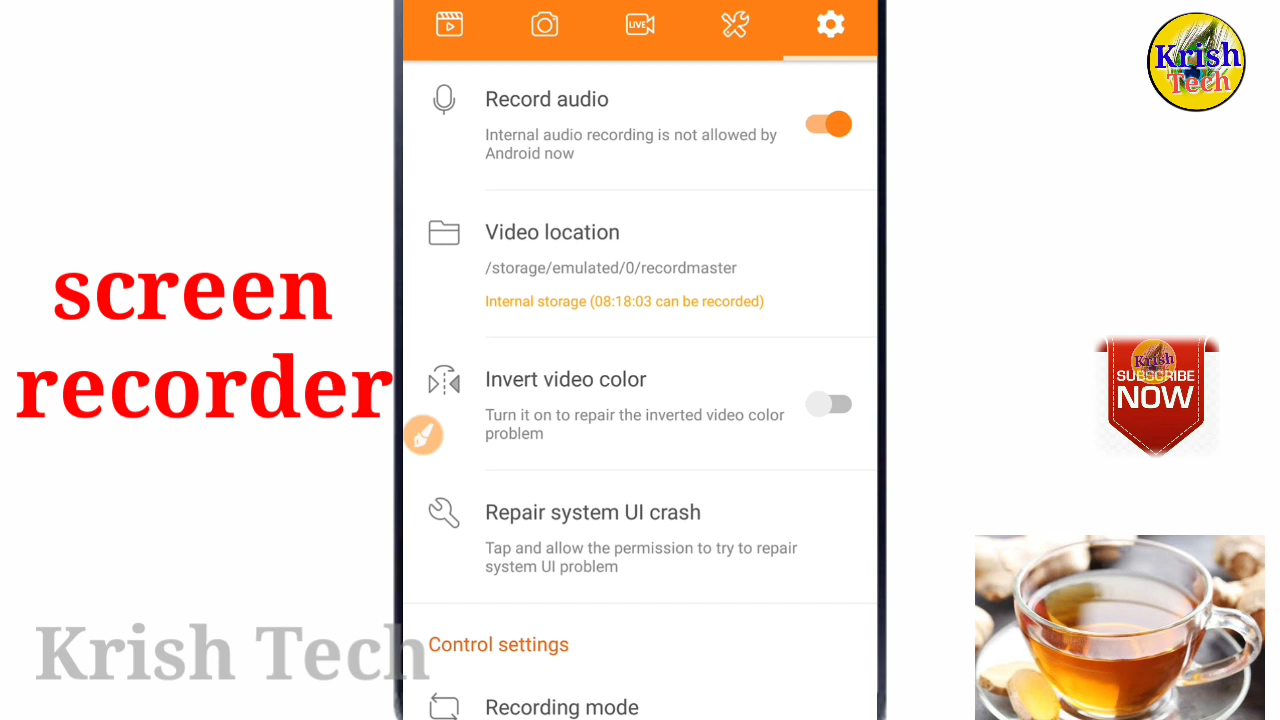 LIVE
Krish
Tech
Record audio
Internal audio recording is not allowed by
Android now
Video location
/storage/emulated/0/recordmaster
Internal storage (08:18:03 can be recorded)
screen
recorder
Invert video color
Turn it on to repair the inverted video color
problem
Krish
SUBSCRIBE
NOW
Repair system UI crash
Tap and allow the permission to try to repair
system UI problem
Krish Tech
Control settings
Recording mode